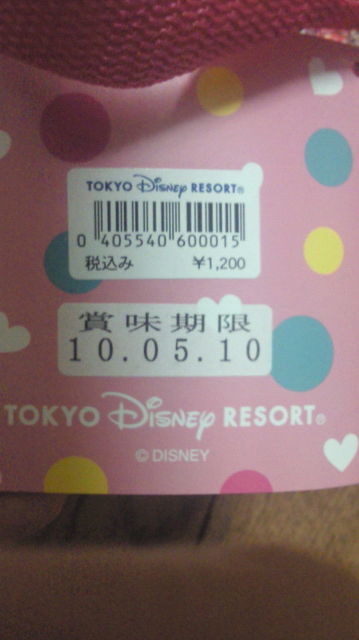 TOKYO Disney RESORT®
0 405540 600015
税込み ¥1,200
賞味期限
10.05.10
TOKYO Disney RESORT®
© DISNEY